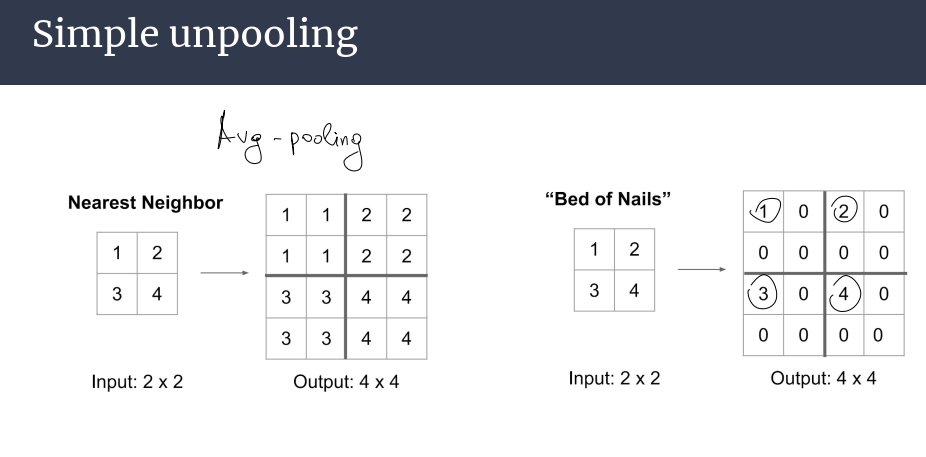 Simple unpooling
Avg-pooling
Nearest Neighbor
1 2
3 4
1 1 2 2
1 1 2 2
3 3 4 4
3 3 4 4
Input: 2 x 2
Output: 4 x 4
“Bed of Nails”
1 2
3 4
1 0 2 0
0 0 0 0
3 0 4 0
0 0 0 0
Input: 2 x 2
Output: 4 x 4